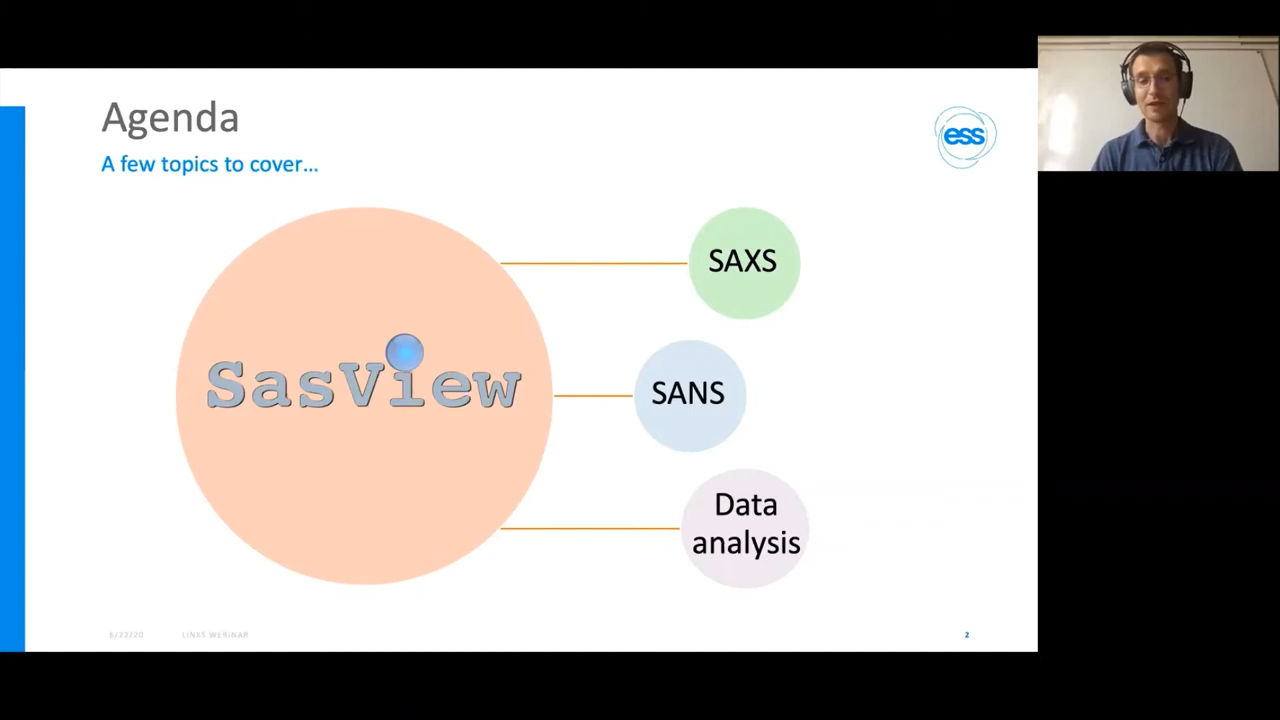 Agenda
A few topics to cover...
ess
SasView
SAXS
SANS
Data
analysis
6/22/20 LINXS WEBINAR 2